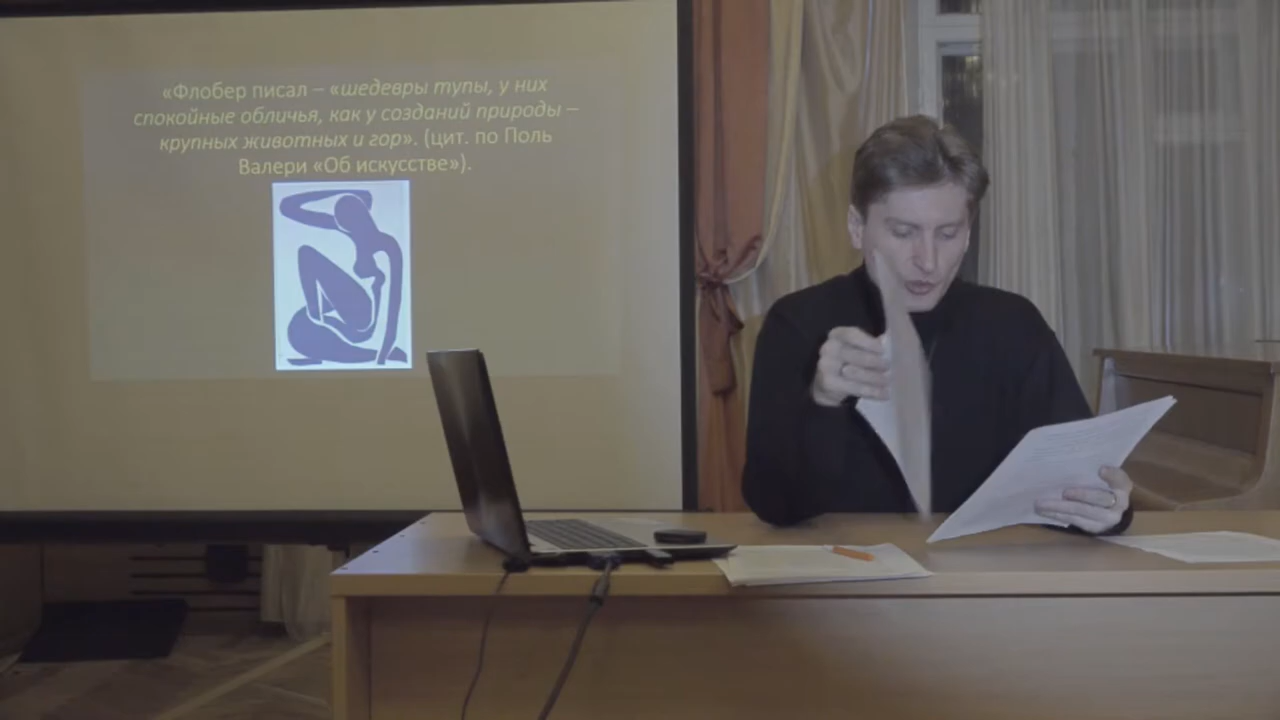 «Флобер писал – «шедевры тупы, у них
спокойные обличья, как у созданий природы –
крупных животных и гор». (цит. по Поль
Валери «Об искусстве»).